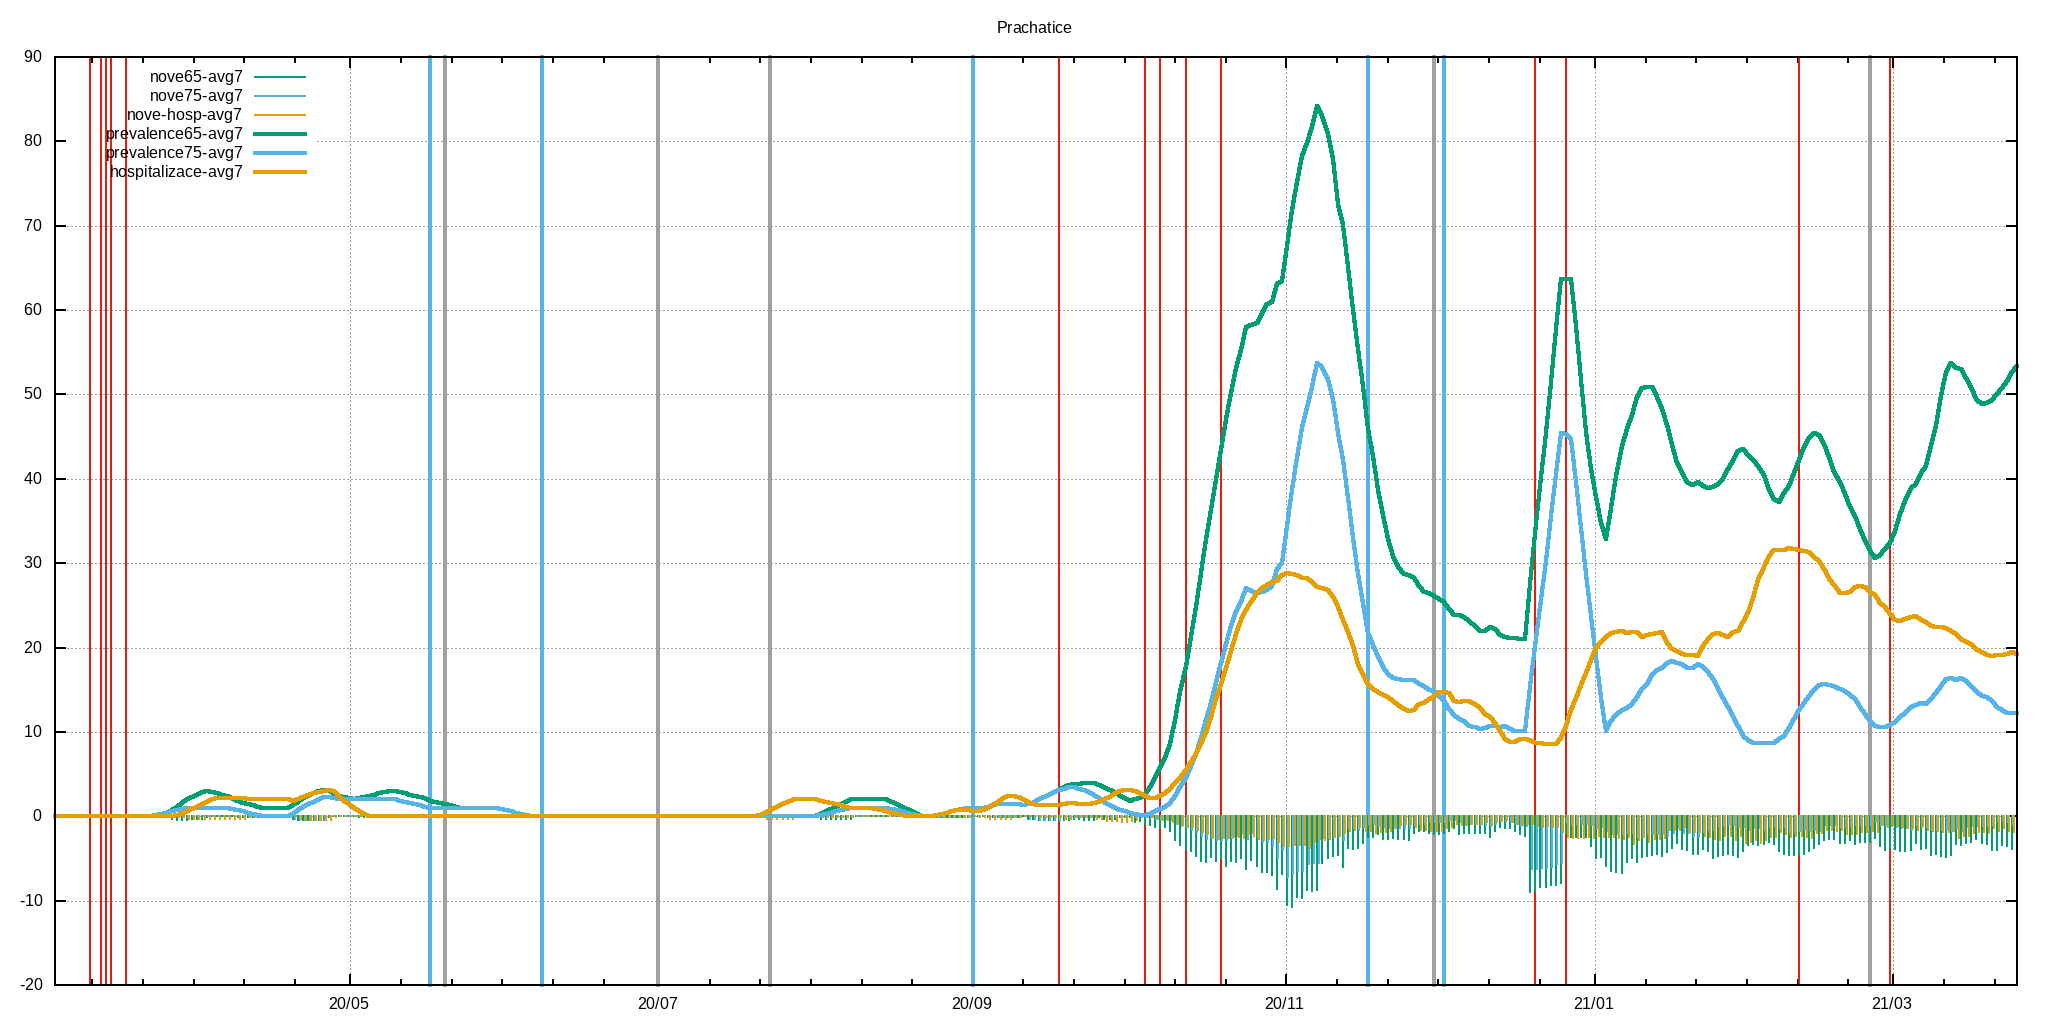 Prachatice
90
nove65-avg7
nove75-avg7
nove-hosp-avg7
prevalence65-avg7
prevalence75-avg7
hospitalizace-avg7
80
70
60
50
40
30
20
10
0
-10
-20
20/05 20/07 20/09 20/11 21/01 21/03